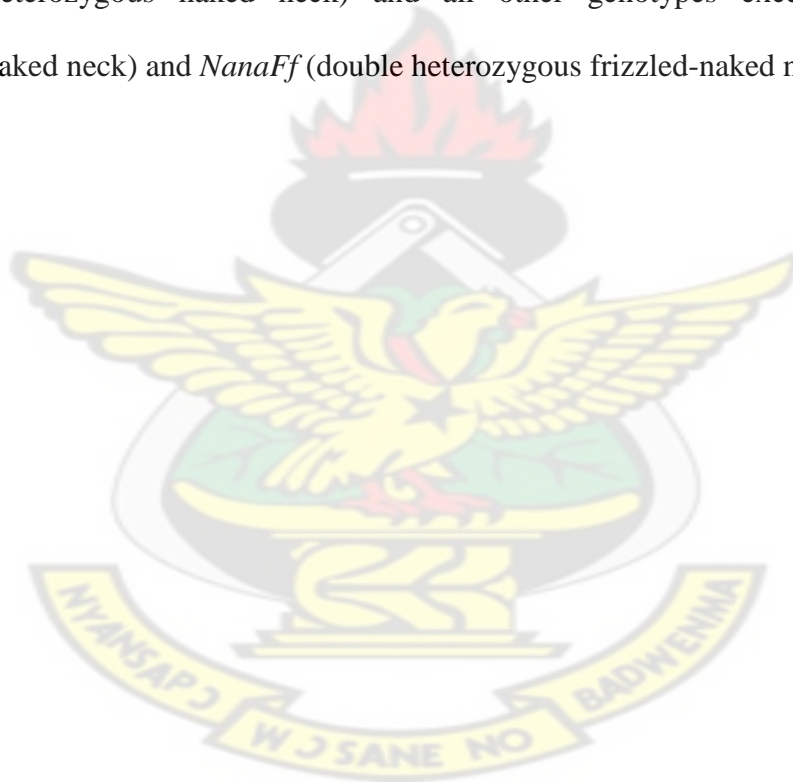 eterozygous naked neck) and all other genotypes exce
aked neck) and NanaFf (double heterozygous frizzled-naked n
NYANSAPƆ
WƆ SANE NO
BADWENMA